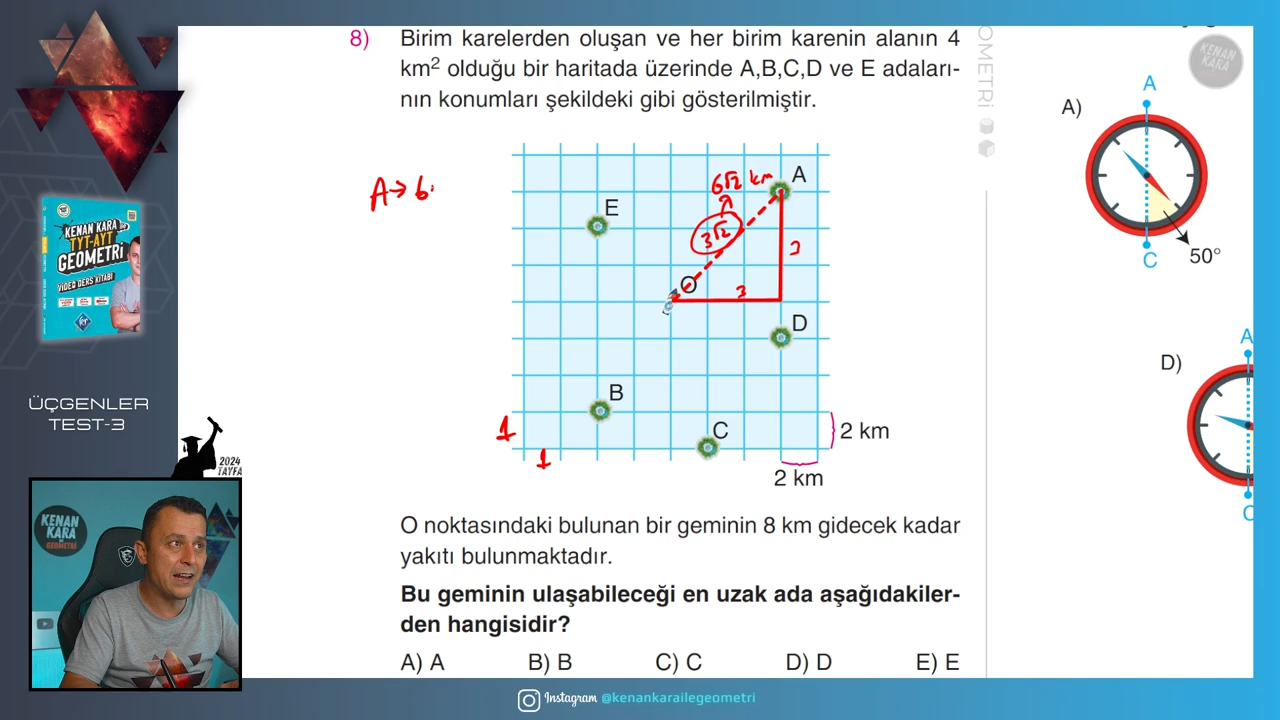 8) Birim karelerden oluşan ve her birim karenin alanın 4
km² olduğu bir haritada üzerinde A,B,C,D ve E adaları-
nın konumları şekildeki gibi gösterilmiştir.
A→6
6√2 km
3√2
3
3
A
E
O
D
B
C
1
1
2 km
2 km
O noktasındaki bulunan bir geminin 8 km gidecek kadar
yakıtı bulunmaktadır.
Bu geminin ulaşabileceği en uzak ada aşağıdakiler-
den hangisidir?
A) A B) B C) C D) D E) E
OMETRİ
KENAN
KARA
A)
A
C
50°
D)
A
C
KENAN KARA
TYT-AYT
GEOMETRİ
VİDEO DERS KİTABI
ÜÇGENLER
TEST-3
2024
TAYFA
KENAN
KARA
GEOMETRİ
Instagram @kenankarailegeometri